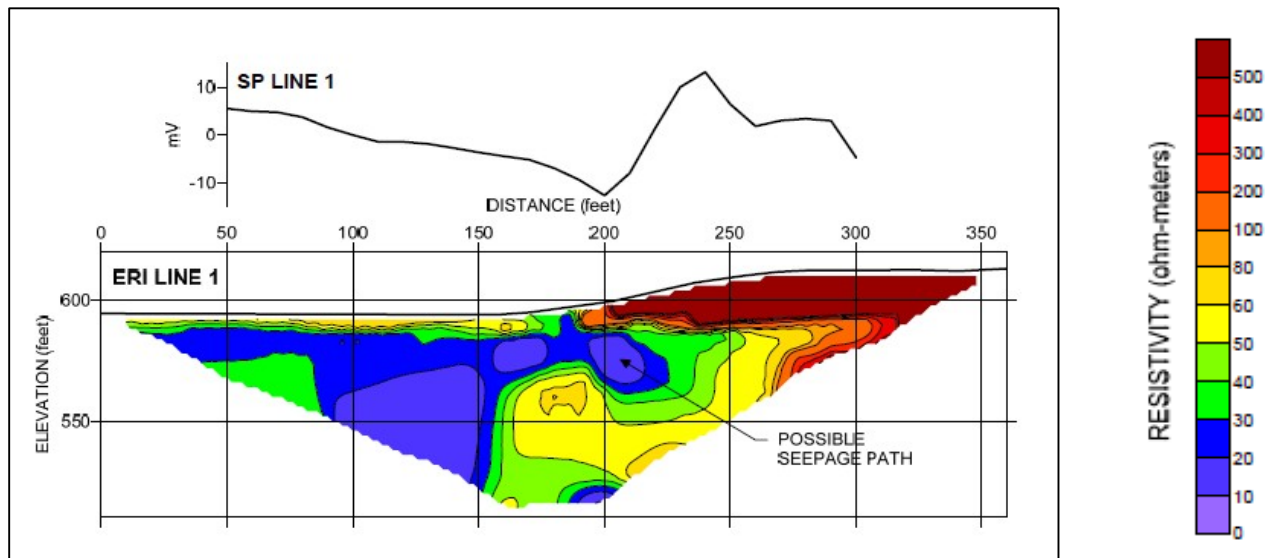 SP LINE 1
10
0
-10
mV
DISTANCE (feet)
0 50 100 150 200 250 300 350
ERI LINE 1
600
550
ELEVATION (feet)
POSSIBLE
SEEPAGE PATH
RESISTIVITY (ohm-meters)
500
400
300
200
100
80
60
50
40
30
20
10
0